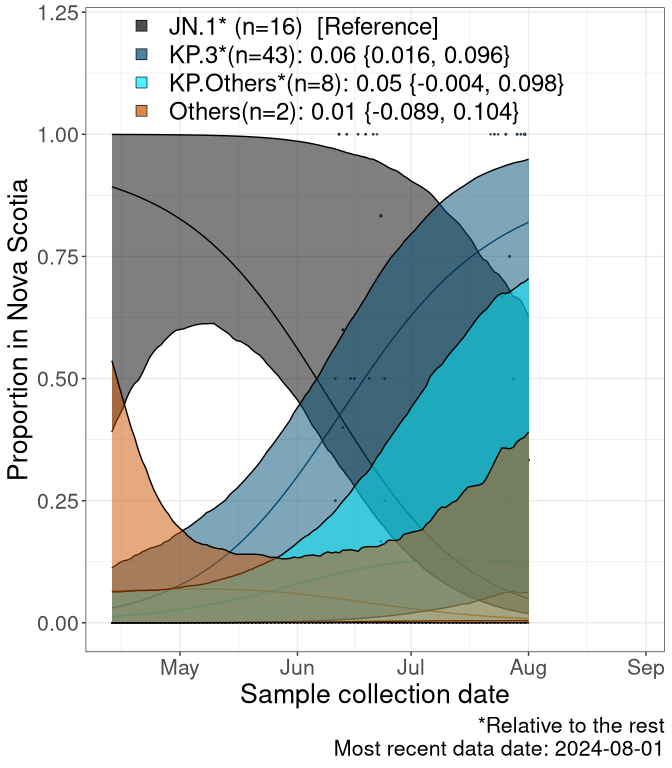 JN.1* (n=16)  [Reference]
KP.3*(n=43): 0.06 {0.016, 0.096}
KP.Others*(n=8): 0.05 {-0.004, 0.098}
Others(n=2): 0.01 {-0.089, 0.104}
1.25
1.00
0.75
0.50
0.25
0.00
Proportion in Nova Scotia
May Jun Jul Aug Sep
Sample collection date
*Relative to the rest
Most recent data date: 2024-08-01